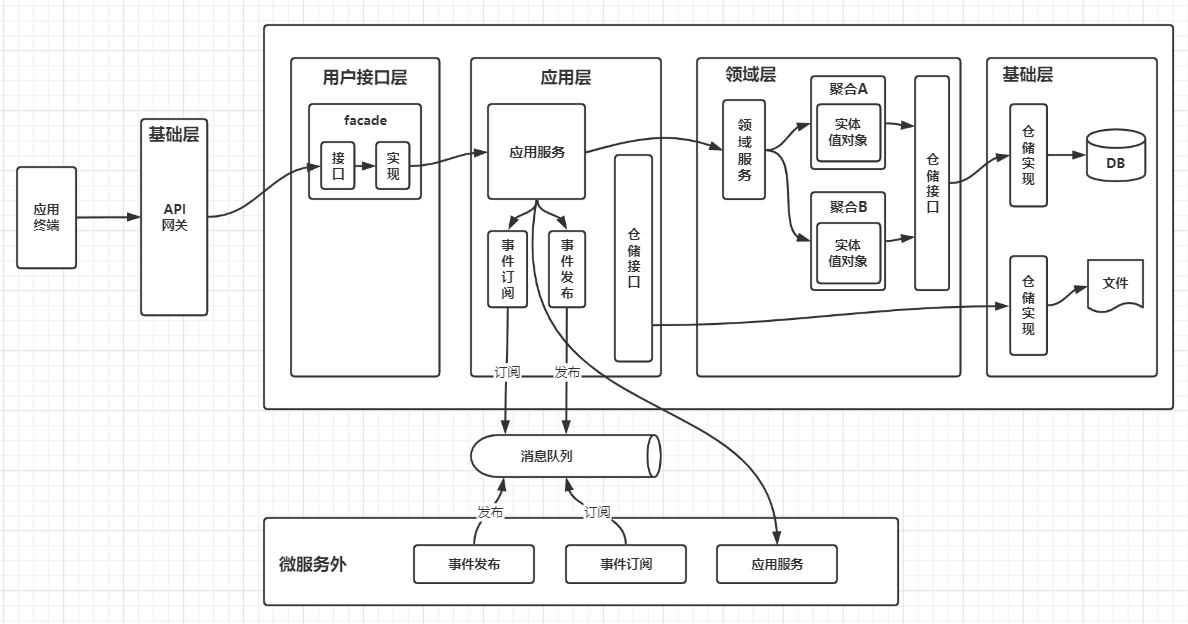 应用
终端
基础层
API
网关
用户接口层
facade
接
口
实
现
应用层
应用服务
事
件
订
阅
事
件
发
布
仓
储
接
口
订阅
发布
领域层
领
域
服
务
聚合A
实体
值对象
聚合B
实体
值对象
仓
储
接
口
基础层
仓
储
实
现
DB
仓
储
实
现
文件
消息队列
发布
订阅
微服务外
事件发布
事件订阅
应用服务